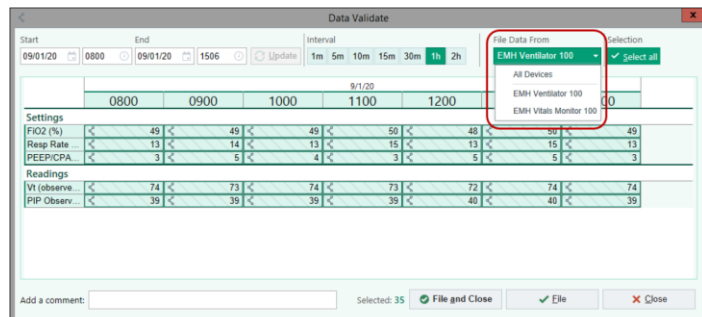 Data Validate
Start End Interval File Data From Selection
09/01/20 0800 09/01/20 1506 Update 1m 5m 10m 15m 30m 1h 2h EMH Ventilator 100 Select all
All Devices
EMH Ventilator 100
EMH Vitals Monitor 100
9/1/20
0800 0900 1000 1100 1200 00
Settings
FIO2 (%) 49 49 49 50 48 50 49
Resp Rate ... 13 14 13 15 13 15 13
PEEP/CPA... 3 5 4 3 5 5 3
Readings
Vt (observe... 74 73 74 73 72 74 74
PIP Observ... 39 39 39 39 40 40 39
Add a comment: Selected: 35 File and Close File Close